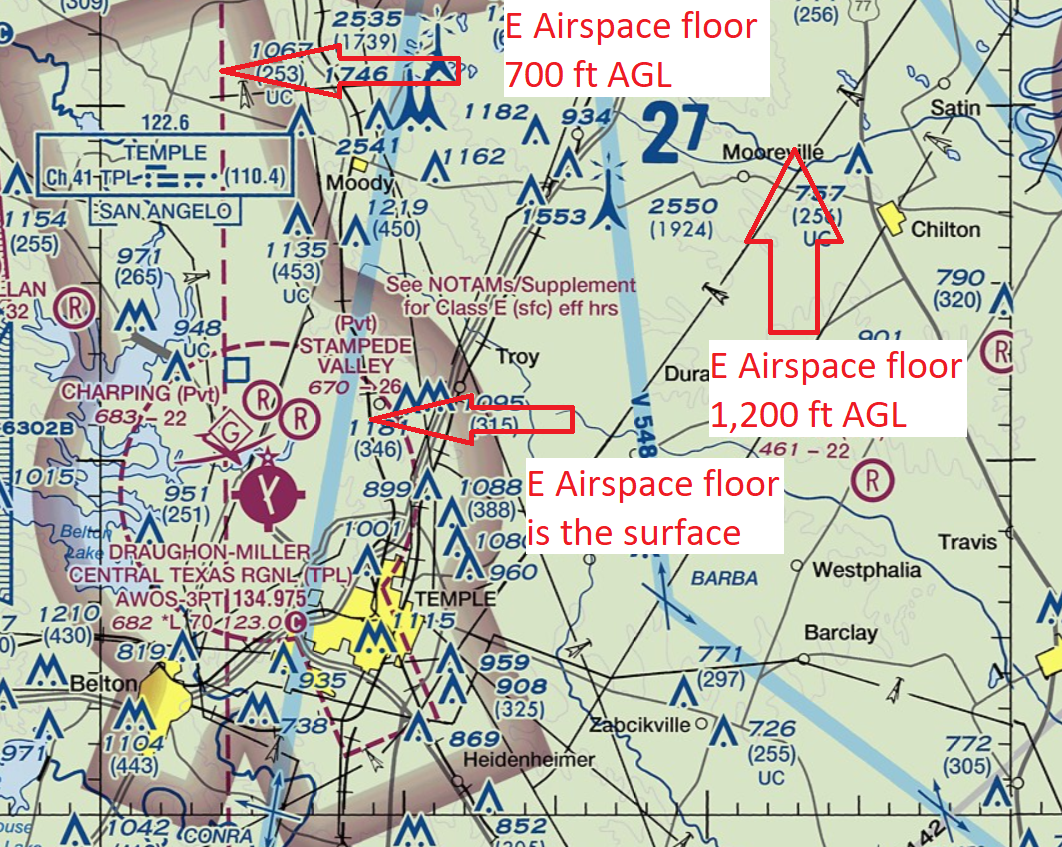 (309)
2535
(1739)
(256)
77
E Airspace floor
700 ft AGL
1067
(253)
UC
1746
C
122.6
TEMPLE
Ch 41 TPL
(110.4)
SAN ANGELO
2541
Moody
1182
934
1162
27
Mooreville
Satin
1154
(255)
1219
(450)
1553
2550
(1924)
757
(256)
UC
Chilton
971
(265)
1135
(453)
UC
See NOTAMs/Supplement
for Class E (sfc) eff hrs
790
(320)
R
948
UC
(Pvt)
STAMPEDE
VALLEY
670 - 26
Troy
901
R
E Airspace floor
1,200 ft AGL
CHARPING (Pvt)
683 - 22
R
R
1095
(315)
Dura
V 548
6302B
G
1181
(346)
461 - 22
R
E Airspace floor
is the surface
1015
951
(251)
899
1088
(388)
Belton
Lake
1001
DRAUGHON-MILLER
CENTRAL TEXAS RGNL (TPL)
AWOS-3PT 134.975
682 *L 70 123.0 C
960
TEMPLE
BARBA
Westphalia
Travis
1210
(430)
819
1115
Barclay
Belton
935
959
908
(325)
771
(297)
1104
(443)
738
869
Zabcikville
726
(255)
UC
971
Heidenheimer
772
(305)
1042
CONRA
852